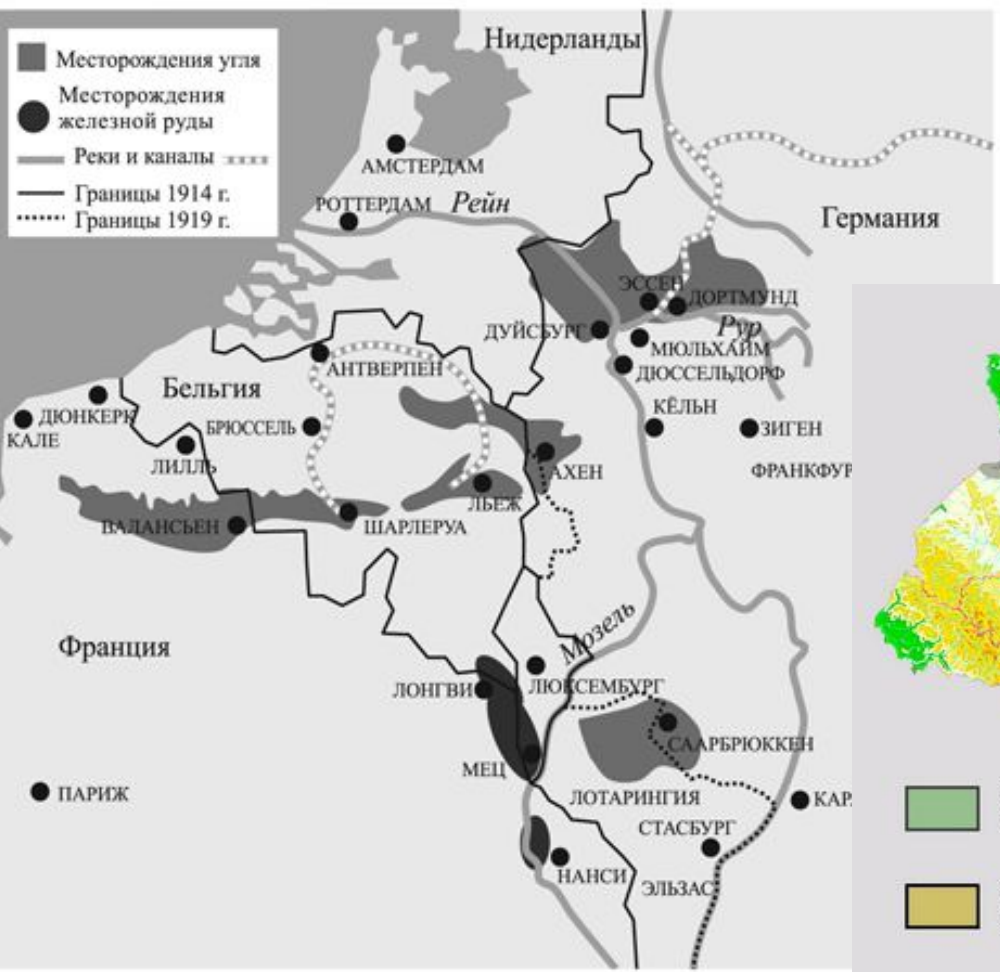 Месторождения угля
Месторождения
железной руды
Реки и каналы
Границы 1914 г.
Границы 1919 г.
Нидерланды
АМСТЕРДАМ
РОТТЕРДАМ
Рейн
Германия
ЭССЕН
ДОРТМУНД
ДУЙСБУРГ
Рур
МЮЛЬХАЙМ
ДЮССЕЛЬДОРФ
АНТВЕРПЕН
Бельгия
ДЮНКЕРК
КАЛЕ
БРЮССЕЛЬ
КЁЛЬН
ЗИГЕН
ЛИЛЛЬ
АХЕН
ФРАНКФУР
ЛЬЕЖ
ВАЛАНСЬЕН
ШАРЛЕРУА
Франция
Мозель
ЛОНГВИ
ЛЮКСЕМБУРГ
СААРБРЮККЕН
МЕЦ
ПАРИЖ
ЛОТАРИНГИЯ
КАР
СТАСБУРГ
НАНСИ
ЭЛЬЗАС